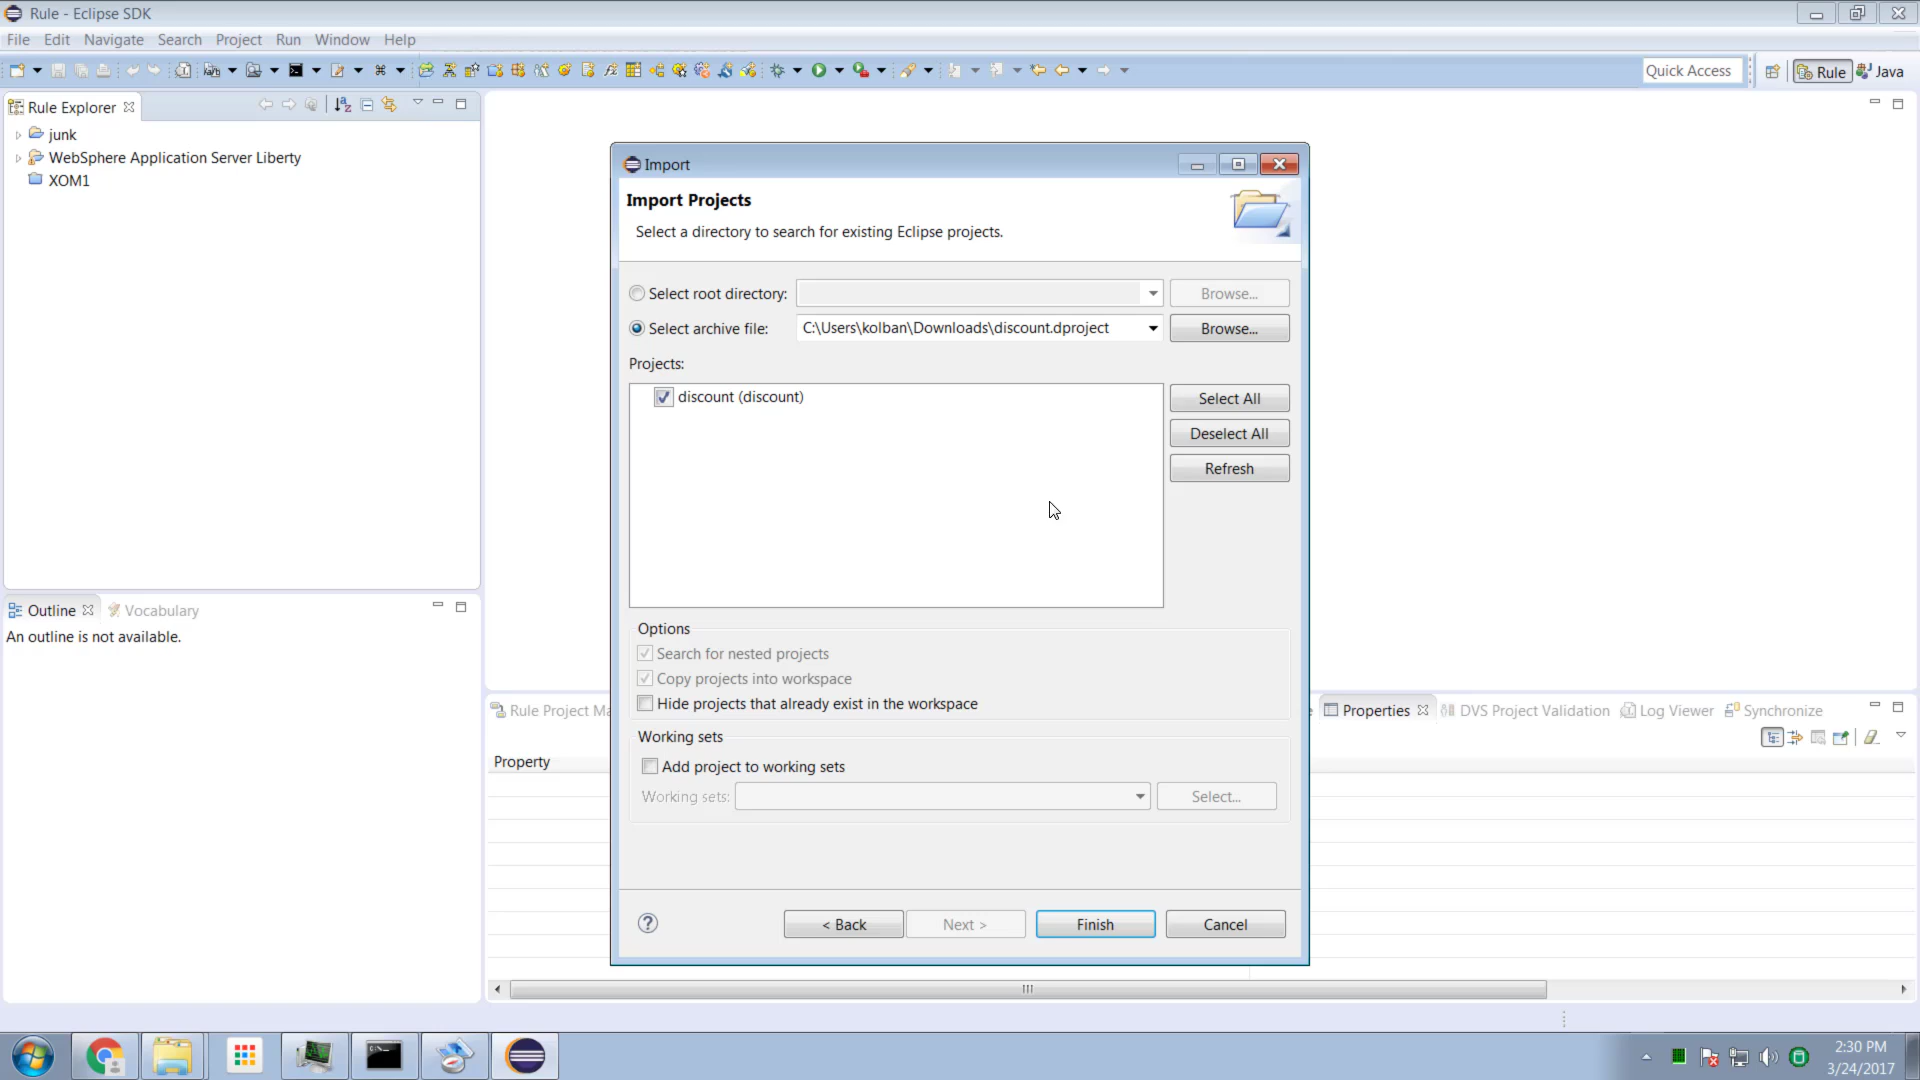 Rule - Eclipse SDK
File Edit Navigate Search Project Run Window Help
Quick Access
Rule
Java
Rule Explorer
junk
WebSphere Application Server Liberty
XOM1
Import
Import Projects
Select a directory to search for existing Eclipse projects.
Select root directory:
Browse...
Select archive file:
C:\Users\kolban\Downloads\discount.dproject
Browse...
Projects:
discount (discount)
Select All
Deselect All
Refresh
Options
Search for nested projects
Copy projects into workspace
Hide projects that already exist in the workspace
Working sets
Add project to working sets
Working sets:
Select...
< Back
Next >
Finish
Cancel
Outline
Vocabulary
An outline is not available.
Rule Project Ma
Properties
DVS Project Validation
Log Viewer
Synchronize
Property
2:30 PM
3/24/2017